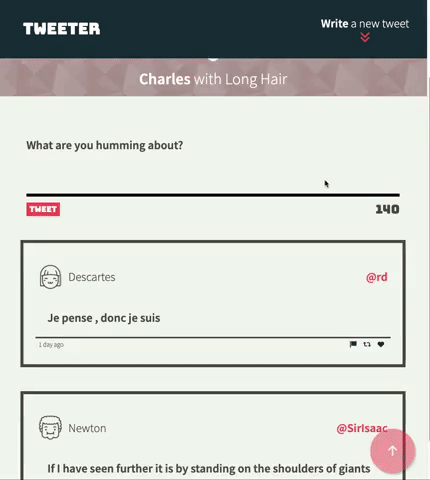 TWEETER
Write a new tweet
Charles with Long Hair
What are you humming about?
TWEET
140
Descartes
@rd
Je pense , donc je suis
1 day ago
Newton
@SirIsaac
If I have seen further it is by standing on the shoulders of giants